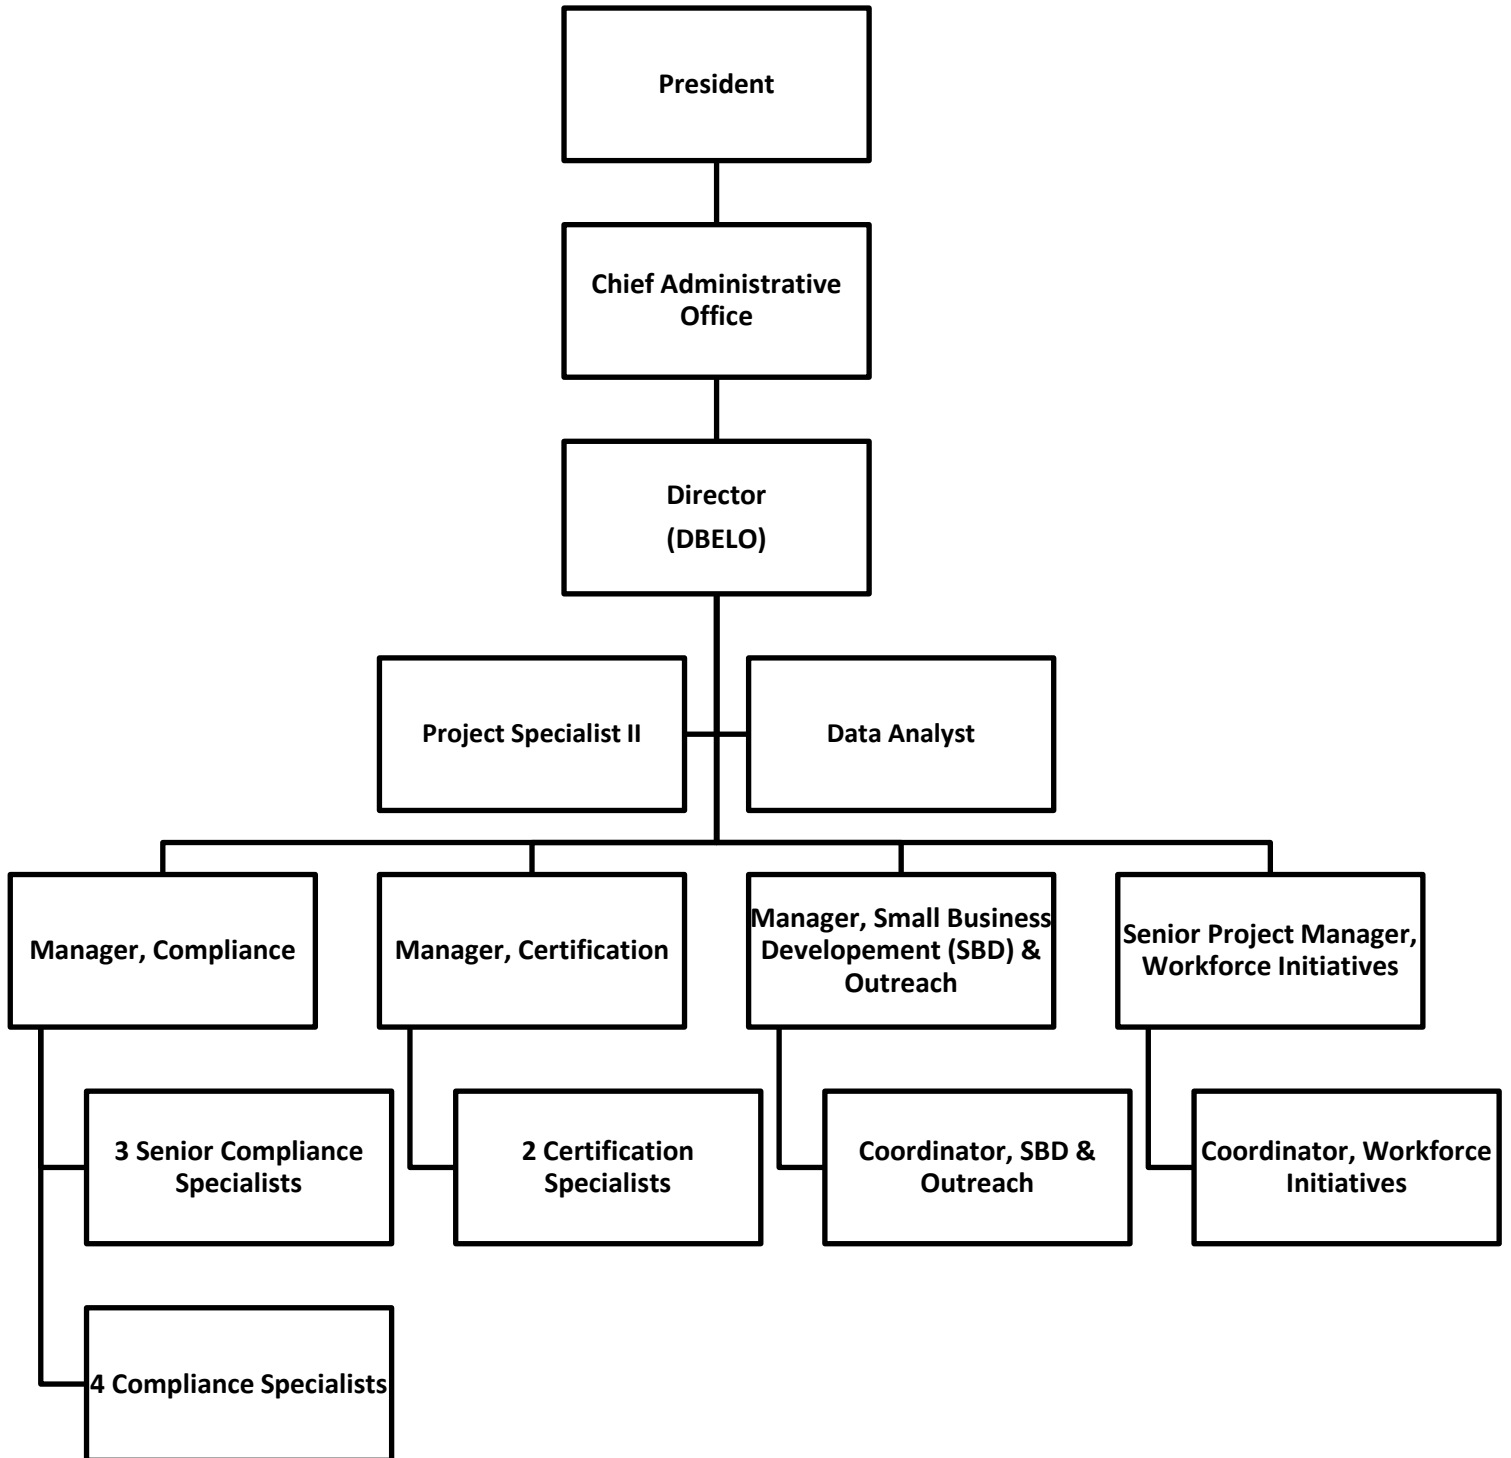 President
Chief Administrative
Office
Director
(DBELO)
Project Specialist II
Data Analyst
Manager, Compliance
Manager, Certification
Manager, Small Business
Developement (SBD) &
Outreach
Senior Project Manager,
Workforce Initiatives
3 Senior Compliance
Specialists
2 Certification
Specialists
Coordinator, SBD &
Outreach
Coordinator, Workforce
Initiatives
4 Compliance Specialists